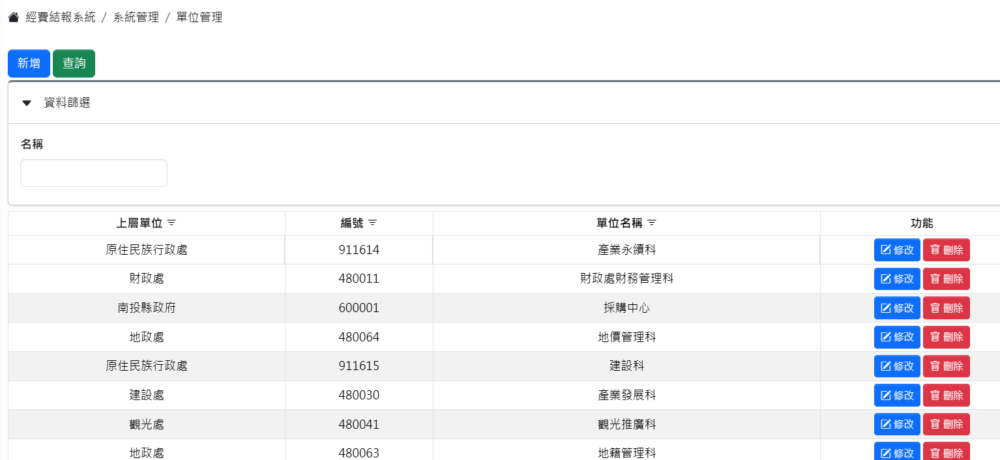 經費結報系統 / 系統管理 / 單位管理
新增 查詢
資料篩選
名稱
上層單位 編號 單位名稱 功能
原住民族行政處 911614 產業永續科 修改 刪除
財政處 480011 財政處財務管理科 修改 刪除
南投縣政府 600001 採購中心 修改 刪除
地政處 480064 地價管理科 修改 刪除
原住民族行政處 911615 建設科 修改 刪除
建設處 480030 產業發展科 修改 刪除
觀光處 480041 觀光推廣科 修改 刪除
地政處 480063 地籍管理科 修改 刪除